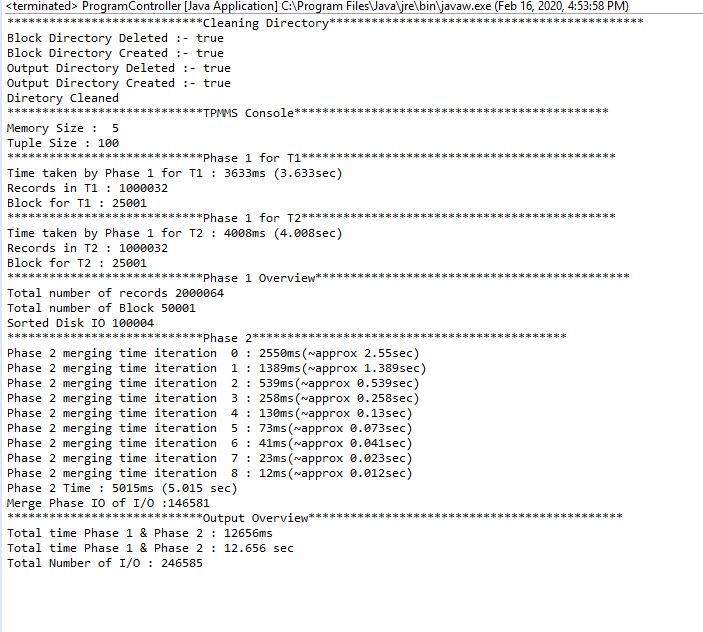 <terminated> ProgramController [Java Application] C:\Program Files\Java\jre\bin\javaw.exe (Feb 16, 2020, 4:53:58 PM)
***************************Cleaning Directory*******************************************
Block Directory Deleted :- true
Block Directory Created :- true
Output Directory Deleted :- true
Output Directory Created :- true
Diretory Cleaned
***************************TPMMS Console*******************************************
Memory Size :  5
Tuple Size : 100
***************************Phase 1 for T1*******************************************
Time taken by Phase 1 for T1 : 3633ms (3.633sec)
Records in T1 : 1000032
Block for T1 : 25001
***************************Phase 1 for T2*******************************************
Time taken by Phase 1 for T2 : 4008ms (4.008sec)
Records in T2 : 1000032
Block for T2 : 25001
***************************Phase 1 Overview*******************************************
Total number of records 2000064
Total number of Block 50001
Sorted Disk IO 100004
***************************Phase 2*******************************************
Phase 2 merging time iteration  0 : 2550ms(~approx 2.55sec)
Phase 2 merging time iteration  1 : 1389ms(~approx 1.389sec)
Phase 2 merging time iteration  2 : 539ms(~approx 0.539sec)
Phase 2 merging time iteration  3 : 258ms(~approx 0.258sec)
Phase 2 merging time iteration  4 : 130ms(~approx 0.13sec)
Phase 2 merging time iteration  5 : 73ms(~approx 0.073sec)
Phase 2 merging time iteration  6 : 41ms(~approx 0.041sec)
Phase 2 merging time iteration  7 : 23ms(~approx 0.023sec)
Phase 2 merging time iteration  8 : 12ms(~approx 0.012sec)
Phase 2 Time : 5015ms (5.015 sec)
Merge Phase IO of I/O :146581
***************************Output Overview*******************************************
Total time Phase 1 & Phase 2 : 12656ms
Total time Phase 1 & Phase 2 : 12.656 sec
Total Number of I/O : 246585